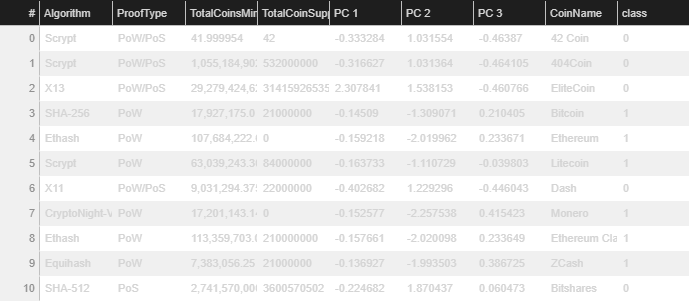 # Algorithm ProofType TotalCoinsMin TotalCoinSupp PC 1 PC 2 PC 3 CoinName class
0 Scrypt PoW/PoS 41.999954 42 -0.333284 1.031554 -0.46387 42 Coin 0
1 Scrypt PoW/PoS 1,055,184,902 532000000 -0.316627 1.031364 -0.464105 404Coin 0
2 X13 PoW/PoS 29,279,424,62 31415926535 2.307841 1.538153 -0.460766 EliteCoin 0
3 SHA-256 PoW 17,927,175.0 21000000 -0.14509 -1.309071 0.210405 Bitcoin 1
4 Ethash PoW 107,684,222.( 0 -0.159218 -2.019962 0.233671 Ethereum 1
5 Scrypt PoW 63,039,243.3( 84000000 -0.163733 -1.110729 -0.039803 Litecoin 1
6 X11 PoW/PoS 9,031,294.37 22000000 -0.402682 1.229296 -0.446043 Dash 0
7 CryptoNight-V PoW 17,201,143.1 0 -0.152577 -2.257538 0.415423 Monero 1
8 Ethash PoW 113,359,703.( 210000000 -0.157661 -2.020098 0.233649 Ethereum Cla 1
9 Equihash PoW 7,383,056.25 21000000 -0.136927 -1.993503 0.386725 ZCash 1
10 SHA-512 PoS 2,741,570,00( 3600570502 -0.224682 1.870437 0.060473 Bitshares 0